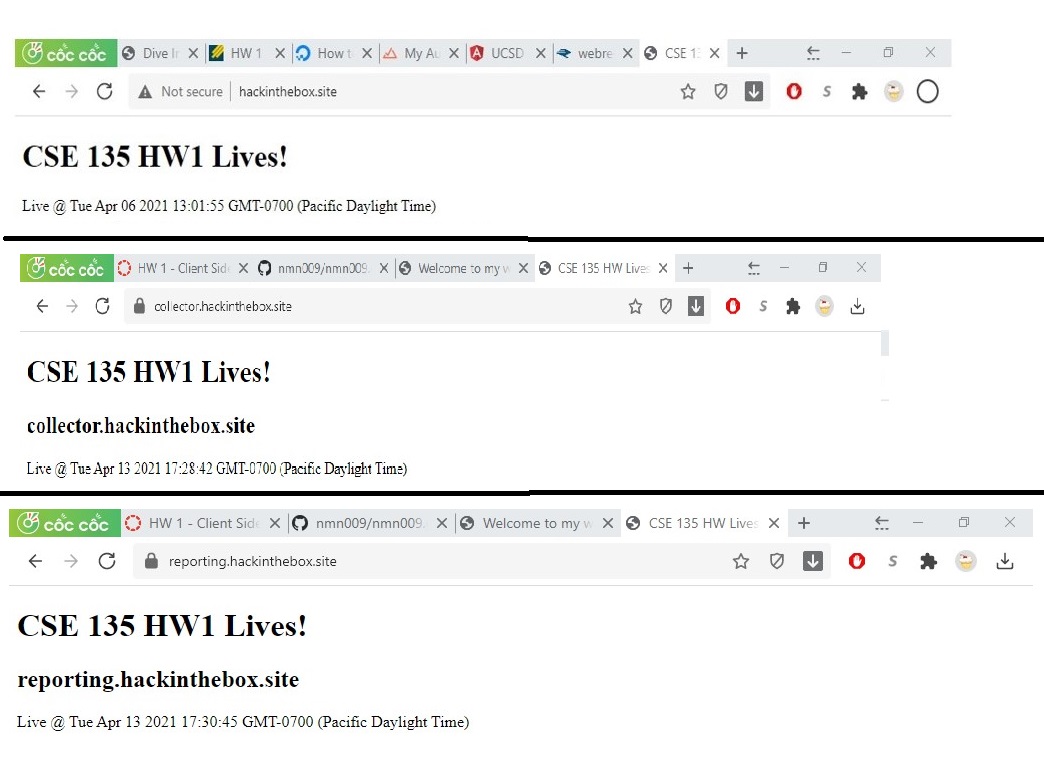 cốc cốc Dive In HW 1 How t My Au UCSD webre CSE 1
Not secure hackinthebox.site
CSE 135 HW1 Lives!
Live @ Tue Apr 06 2021 13:01:55 GMT-0700 (Pacific Daylight Time)
cốc cốc HW 1 - Client Side nmn009/nmn009. Welcome to my w CSE 135 HW Lives
collector.hackinthebox.site
CSE 135 HW1 Lives!
collector.hackinthebox.site
Live @ Tue Apr 13 2021 17:28:42 GMT-0700 (Pacific Daylight Time)
cốc cốc HW 1 - Client Side nmn009/nmn009. Welcome to my w CSE 135 HW Lives
reporting.hackinthebox.site
CSE 135 HW1 Lives!
reporting.hackinthebox.site
Live @ Tue Apr 13 2021 17:30:45 GMT-0700 (Pacific Daylight Time)